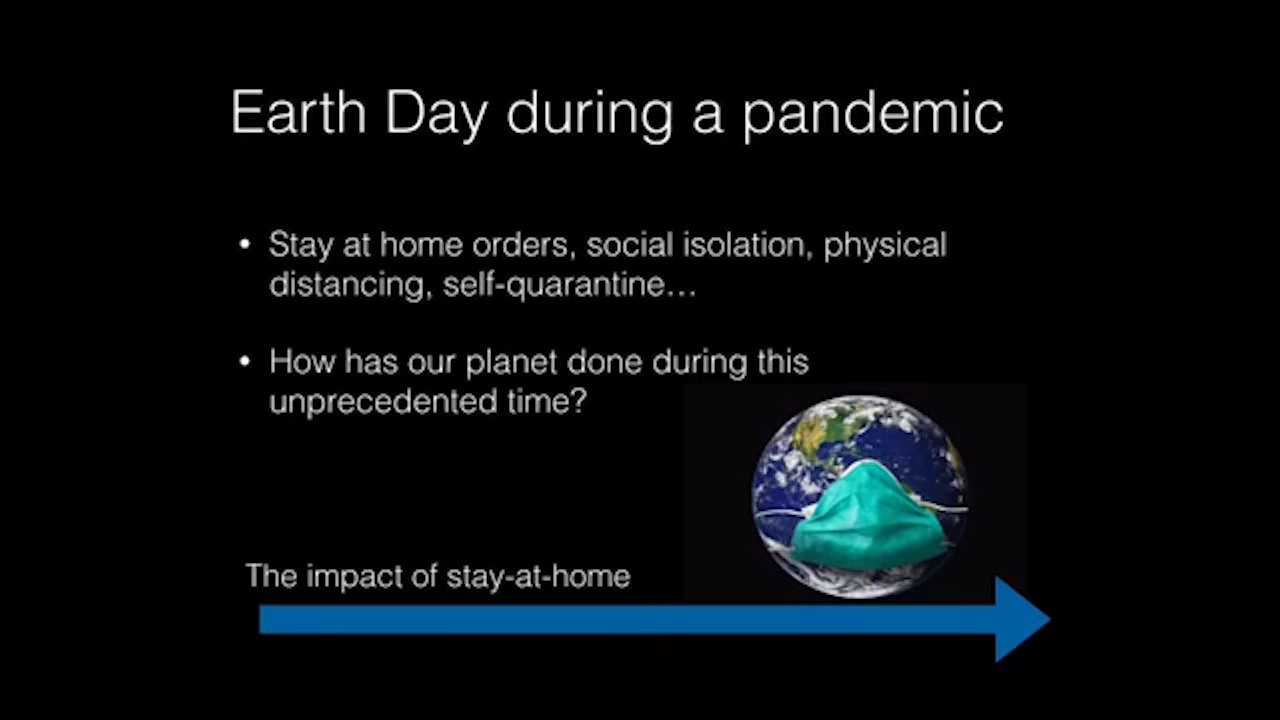 Earth Day during a pandemic
• Stay at home orders, social isolation, physical
distancing, self-quarantine…
• How has our planet done during this
unprecedented time?
The impact of stay-at-home